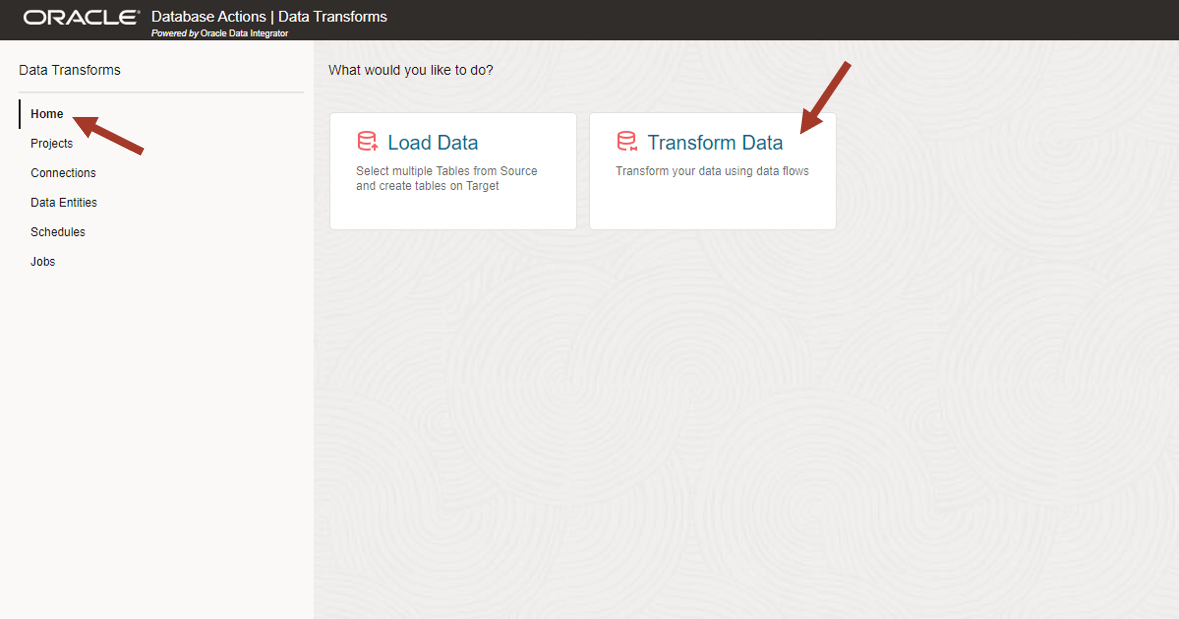 ORACLE Database Actions | Data Transforms
Powered by Oracle Data Integrator
Data Transforms
Home
Projects
Connections
Data Entities
Schedules
Jobs
What would you like to do?
Load Data
Select multiple Tables from Source
and create tables on Target
Transform Data
Transform your data using data flows